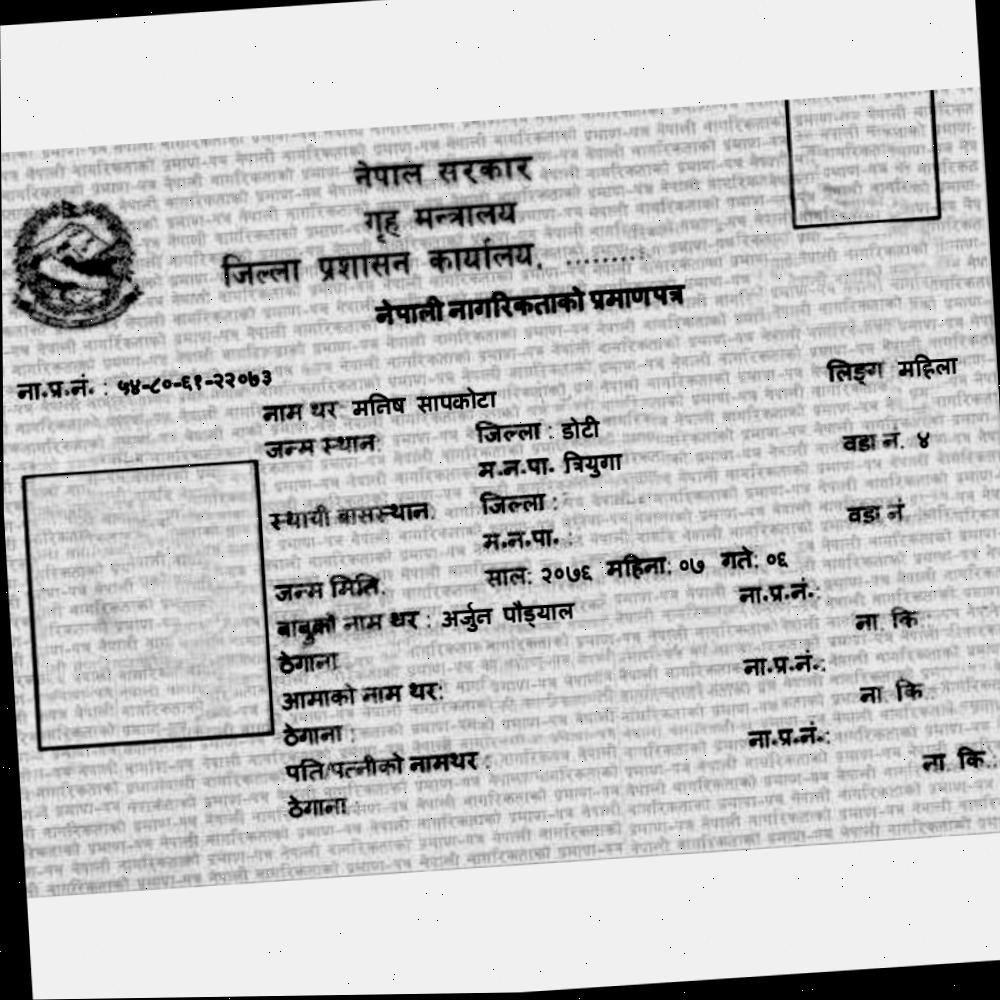 नेपाल सरकार
गृह मन्त्रालय
जिल्ला प्रशासन कार्यालय, ........
नेपाली नागरिकताको प्रमाणपत्र
ना.प्र.नं. : ५४-८०-६१-२२०७३ लिङ्ग महिला
नाम थर मनिष सापकोटा
जन्म स्थान: जिल्ला : डोटी वडा नं. ४
म.न.पा. त्रियुगा
स्थायी बासस्थान: जिल्ला : वडा नं
म.न.पा. :
जन्म मिति: साल: २०७६ महिना: ०७ गते: ०६
बाबुको नाम थर : अर्जुन पौड्याल ना.प्र.नं.:
ठेगाना ना. कि :
आमाको नाम थर: ना.प्र.नं.:
ठेगाना : ना. कि :
पति/पत्नीको नामथर : ना.प्र.नं.:
ठेगाना : ना. कि.: